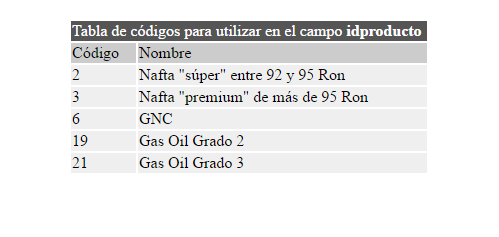 Tabla de códigos para utilizar en el campo idproducto
Código Nombre
2 Nafta "súper" entre 92 y 95 Ron
3 Nafta "premium" de más de 95 Ron
6 GNC
19 Gas Oil Grado 2
21 Gas Oil Grado 3